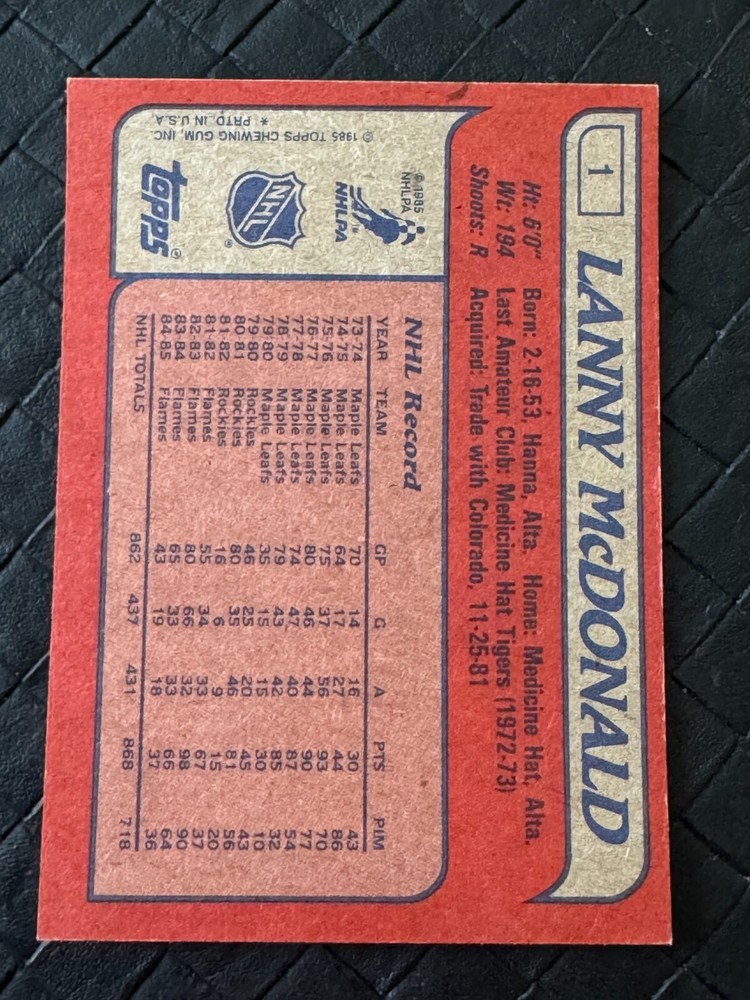 1 LANNY McDONALD
Ht: 6'0" Born: 2-16-53, Hanna, Alta. Home: Medicine Hat, Alta.
Wt: 194 Last Amateur Club: Medicine Hat Tigers (1972-73)
Shoots: R Acquired: Trade with Colorado, 11-25-81
© 1985
NHLPA
NHLPA
NHL
topps
© 1985 TOPPS CHEWING GUM, INC
* PRTD. IN U.S.A
NHL Record
YEAR TEAM GP G A PTS PIM
73-74 Maple Leafs 70 14 16 30 43
74-75 Maple Leafs 64 17 27 44 86
75-76 Maple Leafs 75 37 56 93 70
76-77 Maple Leafs 80 46 44 90 77
77-78 Maple Leafs 74 47 40 87 54
78-79 Maple Leafs 79 43 42 85 32
79-80 Maple Leafs 35 15 15 30 10
79-80 Rockies 46 25 20 45 43
80-81 Rockies 80 35 46 81 56
81-82 Rockies 16 6 9 15 20
81-82 Flames 55 34 33 67 37
82-83 Flames 80 66 32 98 90
83-84 Flames 65 33 33 66 64
84-85 Flames 43 19 18 37 36
NHL TOTALS 862 437 431 868 718